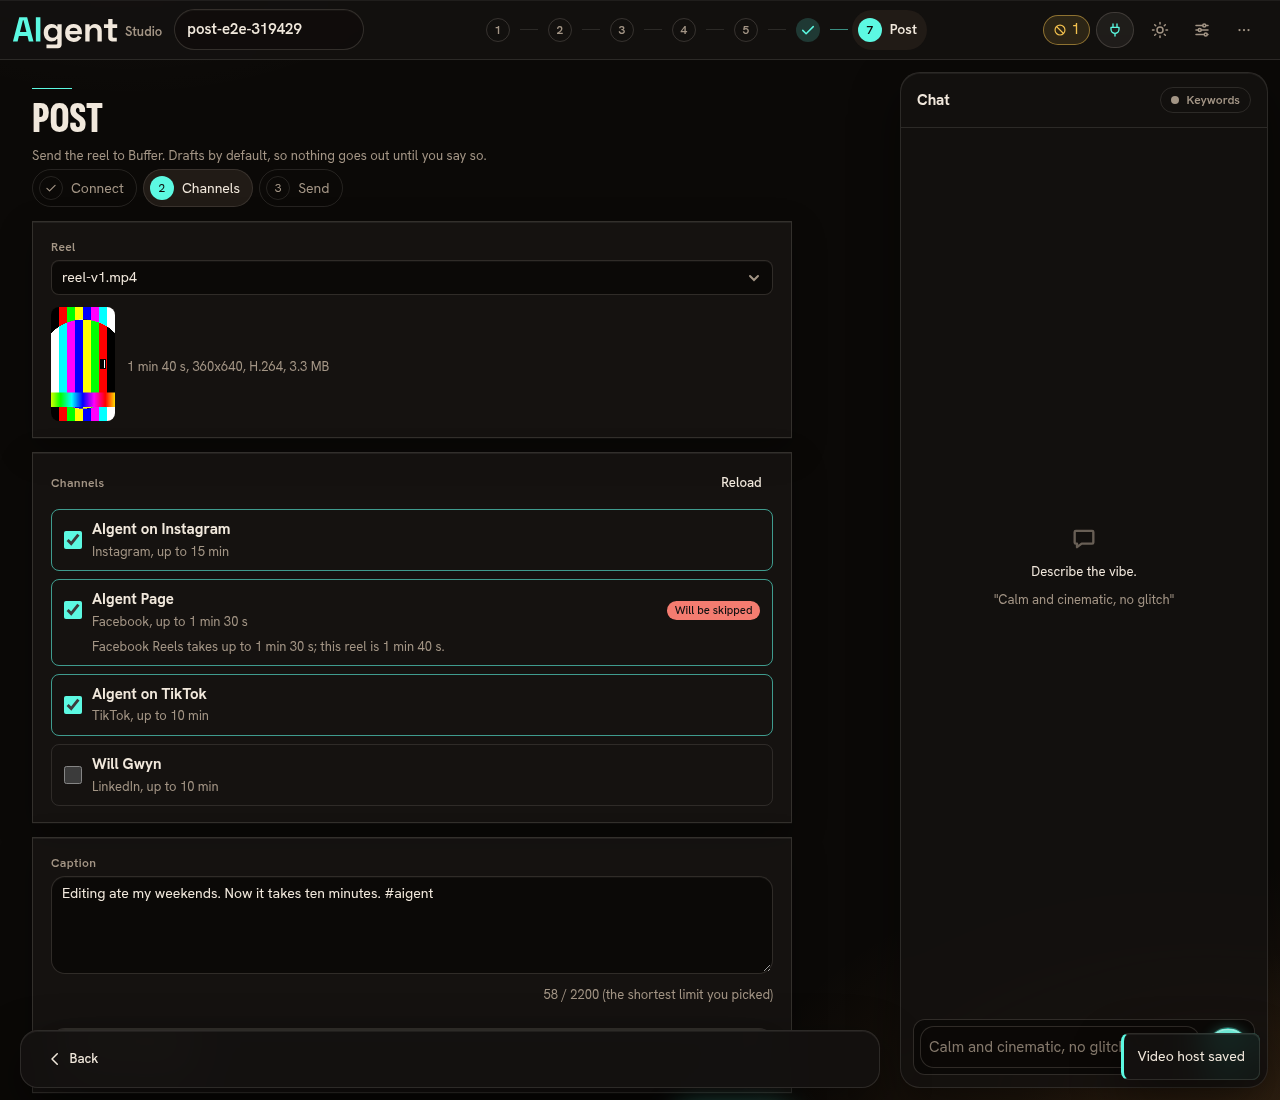 AIgent Studio
post-e2e-319429
1
2
3
4
5
7 Post
1
Chat
Keywords
POST
Send the reel to Buffer. Drafts by default, so nothing goes out until you say so.
Connect
2 Channels
3 Send
Reel
reel-v1.mp4
1 min 40 s, 360x640, H.264, 3.3 MB
Channels
Reload
AIgent on Instagram
Instagram, up to 15 min
AIgent Page
Facebook, up to 1 min 30 s
Will be skipped
Facebook Reels takes up to 1 min 30 s; this reel is 1 min 40 s.
AIgent on TikTok
TikTok, up to 10 min
Will Gwyn
LinkedIn, up to 10 min
Caption
Editing ate my weekends. Now it takes ten minutes. #aigent
58 / 2200 (the shortest limit you picked)
Back
Describe the vibe.
"Calm and cinematic, no glitch"
Calm and cinematic, no glitch
Video host saved